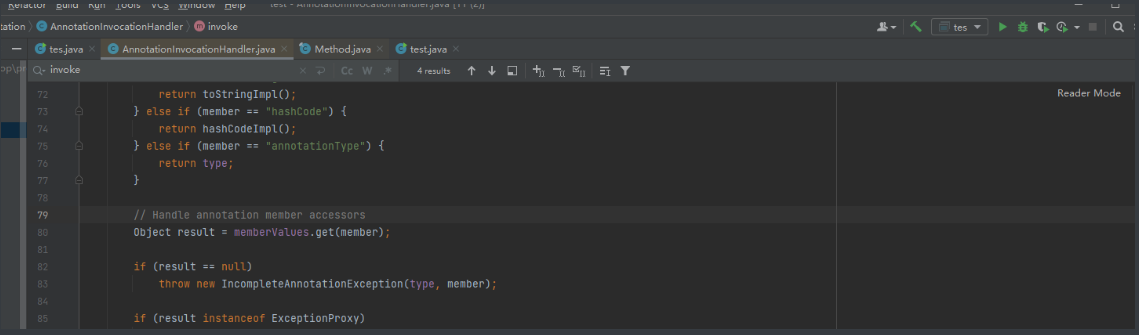 Refactor Build Run Tools VCS Window Help test - AnnotationInvocationHandler.java
tation AnnotationInvocationHandler invoke
tes
tes.java AnnotationInvocationHandler.java Method.java test.java
invoke Cc W .* 4 results
Reader Mode
72 return toStringImpl();
73 } else if (member == "hashCode") {
74 return hashCodeImpl();
75 } else if (member == "annotationType") {
76 return type;
77 }
78
79 // Handle annotation member accessors
80 Object result = memberValues.get(member);
81
82 if (result == null)
83 throw new IncompleteAnnotationException(type, member);
84
85 if (result instanceof ExceptionProxy)